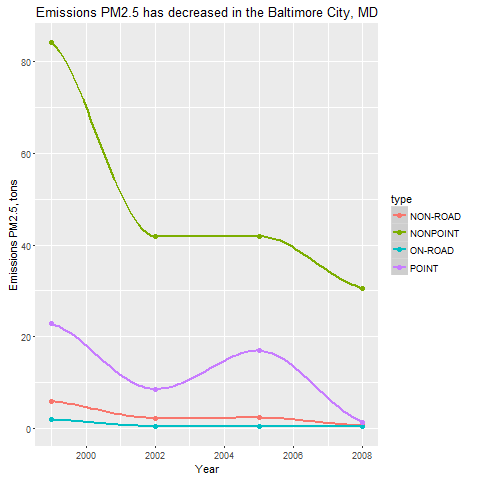 Emissions PM2.5 has decreased in the Baltimore City, MD
Emissions PM2.5, tons
80
60
40
20
0
2000 2002 2004 2006 2008
Year
type
NON-ROAD
NONPOINT
ON-ROAD
POINT